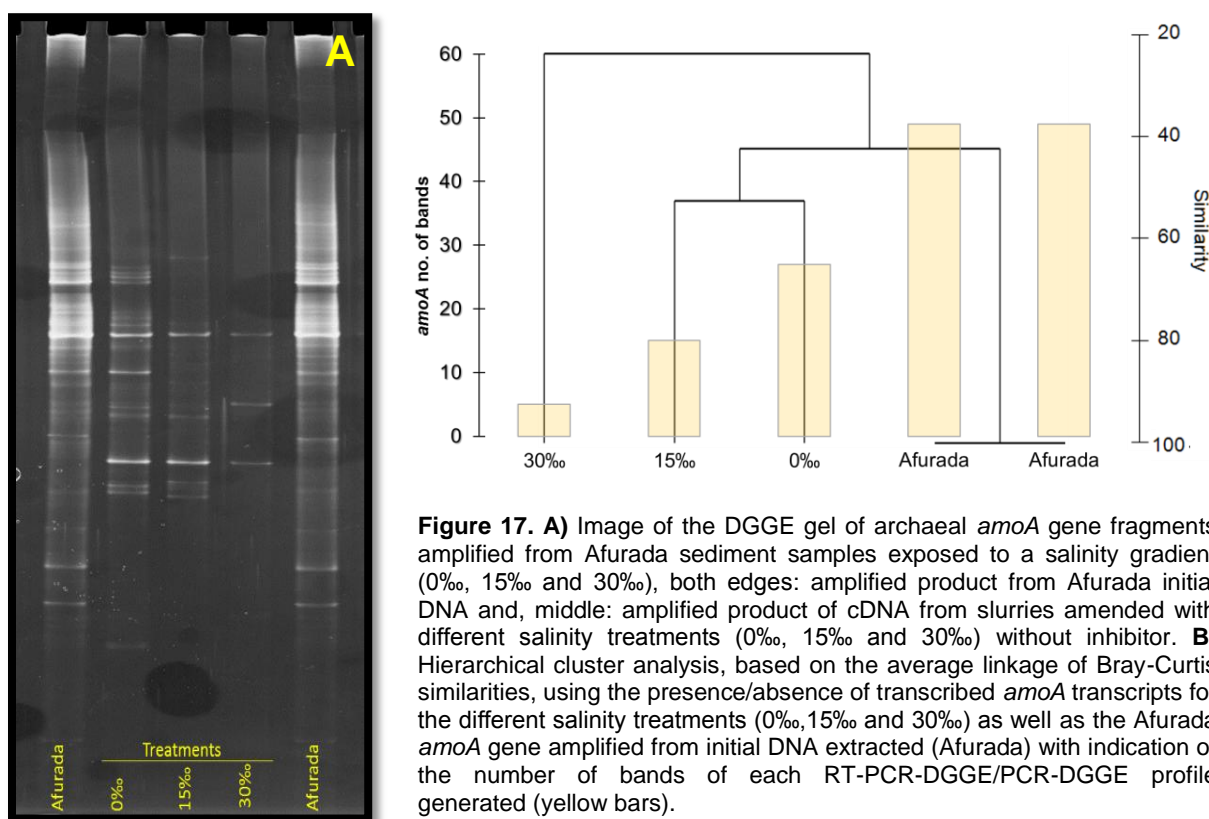 A
Afurada
Treatments
0‰
15‰
30‰
Afurada
amoA no. of bands
60
50
40
30
20
10
0
30‰ 15‰ 0‰ Afurada Afurada
20
40
60
80
100
Similarity
Figure 17. A) Image of the DGGE gel of archaeal amoA gene fragments
amplified from Afurada sediment samples exposed to a salinity gradien
(0‰, 15‰ and 30‰), both edges: amplified product from Afurada initia
DNA and, middle: amplified product of cDNA from slurries amended with
different salinity treatments (0‰, 15‰ and 30‰) without inhibitor. B
Hierarchical cluster analysis, based on the average linkage of Bray-Curtis
similarities, using the presence/absence of transcribed amoA transcripts fo
the different salinity treatments (0‰,15‰ and 30‰) as well as the Afurada
amoA gene amplified from initial DNA extracted (Afurada) with indication o
the number of bands of each RT-PCR-DGGE/PCR-DGGE profile
generated (yellow bars).